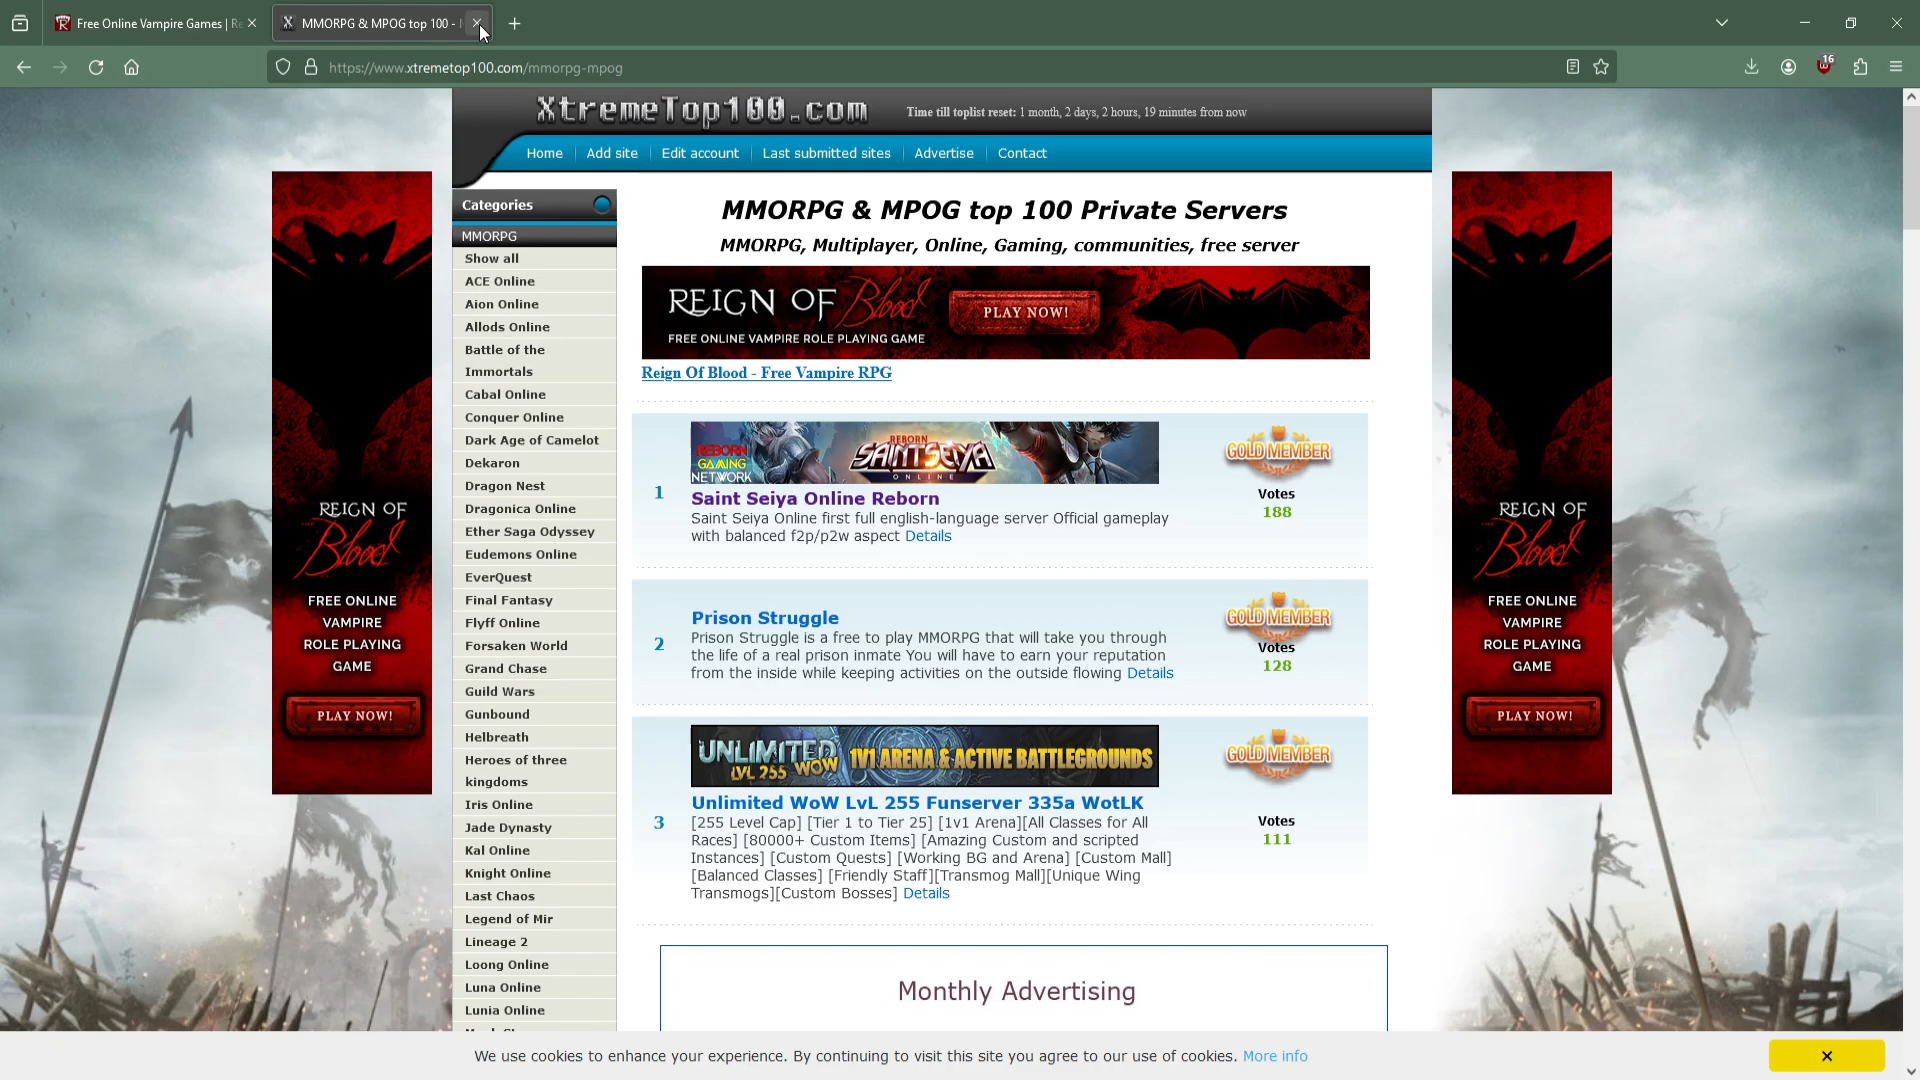 Free Online Vampire Games | Re
MMORPG & MPOG top 100 -
https://www.xtremetop100.com/mmorpg-mpog
16
XtremeTop100.com
Time till toplist reset: 1 month, 2 days, 2 hours, 19 minutes from now
Home
Add site
Edit account
Last submitted sites
Advertise
Contact
Categories
MMORPG
Show all
ACE Online
Aion Online
Allods Online
Battle of the
Immortals
Cabal Online
Conquer Online
Dark Age of Camelot
Dekaron
Dragon Nest
Dragonica Online
Ether Saga Odyssey
Eudemons Online
EverQuest
Final Fantasy
Flyff Online
Forsaken World
Grand Chase
Guild Wars
Gunbound
Helbreath
Heroes of three
kingdoms
Iris Online
Jade Dynasty
Kal Online
Knight Online
Last Chaos
Legend of Mir
Lineage 2
Loong Online
Luna Online
Lunia Online
REIGN OF
Blood
FREE ONLINE
VAMPIRE
ROLE PLAYING
GAME
PLAY NOW!
MMORPG & MPOG top 100 Private Servers
MMORPG, Multiplayer, Online, Gaming, communities, free server
REIGN OF Blood
FREE ONLINE VAMPIRE ROLE PLAYING GAME
PLAY NOW!
Reign Of Blood - Free Vampire RPG
1
REBORN
GAMING
NETWORK
REBORN
SAINT SEIYA
ONLINE
Saint Seiya Online Reborn
Saint Seiya Online first full english-language server Official gameplay
with balanced f2p/p2w aspect Details
GOLD MEMBER
Votes
188
2
Prison Struggle
Prison Struggle is a free to play MMORPG that will take you through
the life of a real prison inmate You will have to earn your reputation
from the inside while keeping activities on the outside flowing Details
GOLD MEMBER
Votes
128
3
UNLIMITED
LVL 255 WOW
1V1 ARENA & ACTIVE BATTLEGROUNDS
Unlimited WoW LvL 255 Funserver 335a WotLK
[255 Level Cap] [Tier 1 to Tier 25] [1v1 Arena][All Classes for All
Races] [80000+ Custom Items] [Amazing Custom and scripted
Instances] [Custom Quests] [Working BG and Arena] [Custom Mall]
[Balanced Classes] [Friendly Staff][Transmog Mall][Unique Wing
Transmogs][Custom Bosses] Details
GOLD MEMBER
Votes
111
Monthly Advertising
REIGN OF
Blood
FREE ONLINE
VAMPIRE
ROLE PLAYING
GAME
PLAY NOW!
We use cookies to enhance your experience. By continuing to visit this site you agree to our use of cookies. More info